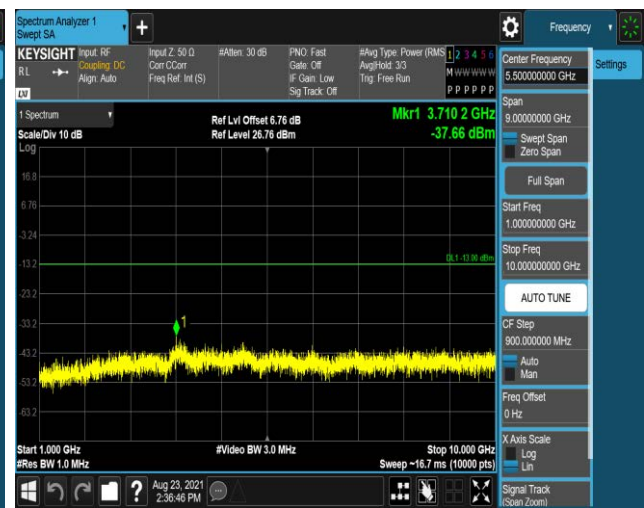 Spectrum Analyzer 1
Swept SA
+
Frequency
KEYSIGHT
RL
LXI
Input: RF
Coupling: DC
Align: Auto
Input Z: 50 Ω
Corr CCorr
Freq Ref: Int (S)
#Atten: 30 dB
PNO: Fast
Gate: Off
IF Gain: Low
Sig Track: Off
#Avg Type: Power (RMS
Avg|Hold: 3/3
Trig: Free Run
1 2 3 4 5 6
M W W W W W
P P P P P P
1 Spectrum
Scale/Div 10 dB
Log
Ref Lvl Offset 6.76 dB
Ref Level 26.76 dBm
Mkr1 3.710 2 GHz
-37.66 dBm
16.8
6.76
-3.24
-13.2
DL1 -13.00 dBm
-23.2
-33.2
1
-43.2
-53.2
-63.2
Start 1.000 GHz
#Res BW 1.0 MHz
#Video BW 3.0 MHz
Stop 10.000 GHz
Sweep ~16.7 ms (10000 pts)
?
Aug 23, 2021
2:36:46 PM
Center Frequency
5.500000000 GHz
Settings
Span
9.00000000 GHz
Swept Span
Zero Span
Full Span
Start Freq
1.000000000 GHz
Stop Freq
10.000000000 GHz
AUTO TUNE
CF Step
900.000000 MHz
Auto
Man
Freq Offset
0 Hz
X Axis Scale
Log
Lin
Signal Track
(Span Zoom)